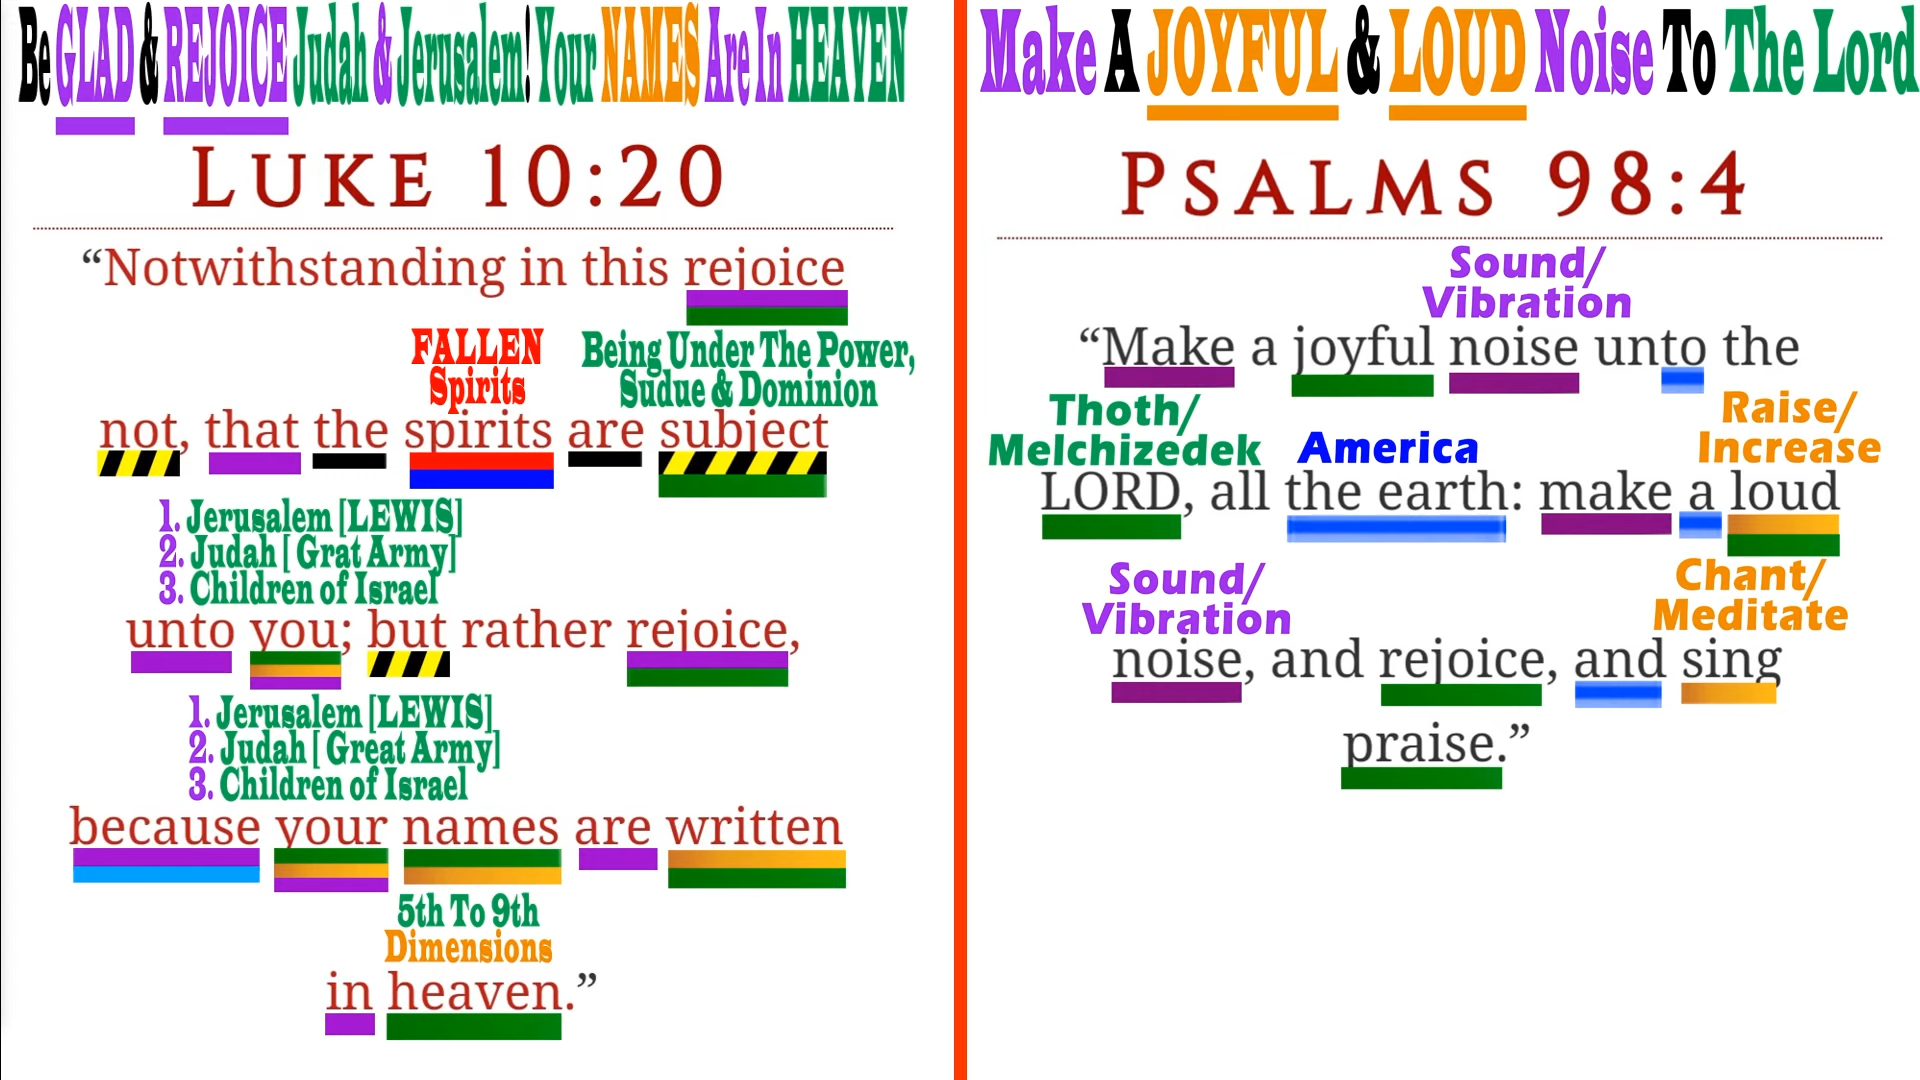 Be GLAD & REJOICE Judah & Jerusalem! Your NAMES Are In HEAVEN
LUKE 10:20
“Notwithstanding in this rejoice
FALLEN
Spirits
Being Under The Power,
Sudue & Dominion
not, that the spirits are subject
1. Jerusalem [LEWIS]
2. Judah [ Grat Army]
3. Children of Israel
unto you; but rather rejoice,
1. Jerusalem [LEWIS]
2. Judah [ Great Army]
3. Children of Israel
because your names are written
5th To 9th
Dimensions
in heaven.”
Make A JOYFUL & LOUD Noise To The Lord
PSALMS 98:4
Sound/
Vibration
“Make a joyful noise unto the
Thoth/
Melchizedek
America
Raise/
Increase
LORD, all the earth: make a loud
Sound/
Vibration
Chant/
Meditate
noise, and rejoice, and sing
praise.”